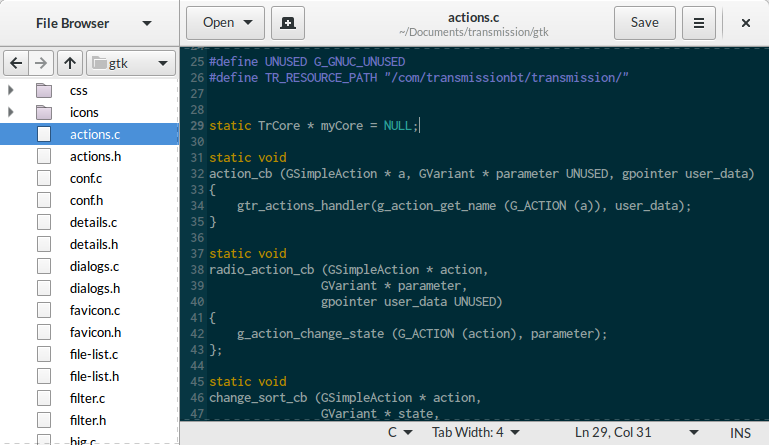 File Browser
Open
actions.c
~/Documents/transmission/gtk
Save
gtk
css
icons
actions.c
actions.h
conf.c
conf.h
details.c
details.h
dialogs.c
dialogs.h
favicon.c
favicon.h
file-list.c
file-list.h
filter.c
filter.h
hig.c
24
25 #define UNUSED G_GNUC_UNUSED
26 #define TR_RESOURCE_PATH "/com/transmissionbt/transmission/"
27
28
29 static TrCore * myCore = NULL;
30
31 static void
32 action_cb (GSimpleAction * a, GVariant * parameter UNUSED, gpointer user_data)
33 {
34     gtr_actions_handler(g_action_get_name (G_ACTION (a)), user_data);
35 }
36
37 static void
38 radio_action_cb (GSimpleAction * action,
39                 GVariant * parameter,
40                 gpointer user_data UNUSED)
41 {
42     g_action_change_state (G_ACTION (action), parameter);
43 };
44
45 static void
46 change_sort_cb (GSimpleAction * action,
47                 GVariant * state,
C
Tab Width: 4
Ln 29, Col 31
INS